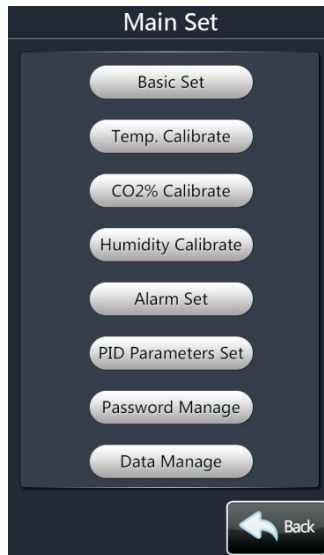 Main Set
Basic Set
Temp. Calibrate
CO2% Calibrate
Humidity Calibrate
Alarm Set
PID Parameters Set
Password Manage
Data Manage
Back